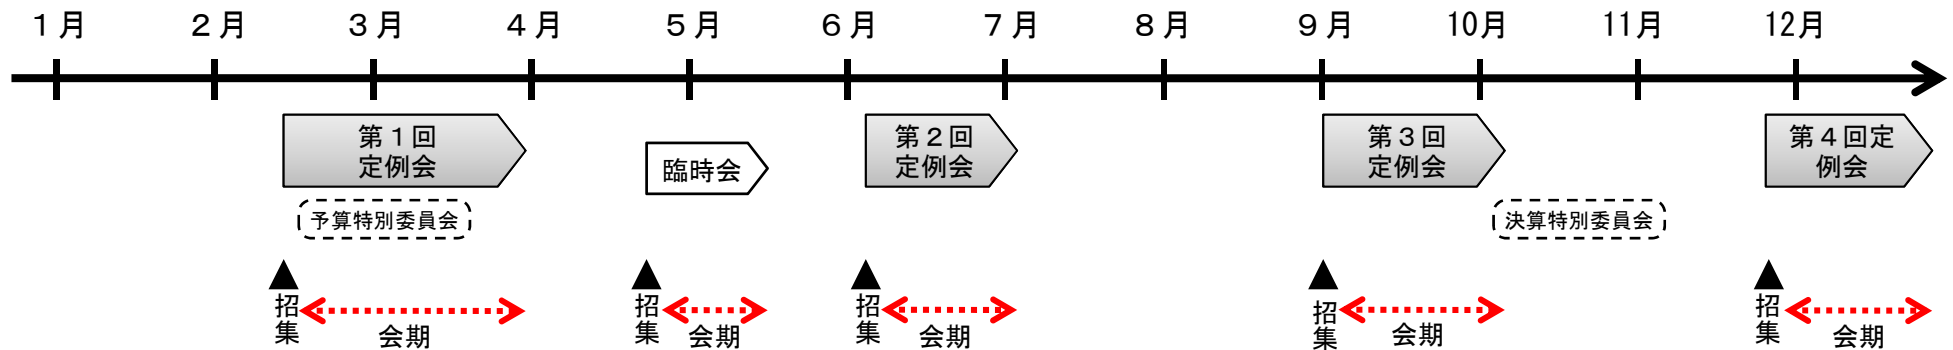 １月 ２月 ３月 ４月 ５月 ６月 ７月 ８月 ９月 10月 11月 12月
第１回
定例会
臨時会
第２回
定例会
第３回
定例会
第４回定
例会
予算特別委員会
決算特別委員会
招集
会期
招集
会期
招集
会期
招集
会期
招集
会期